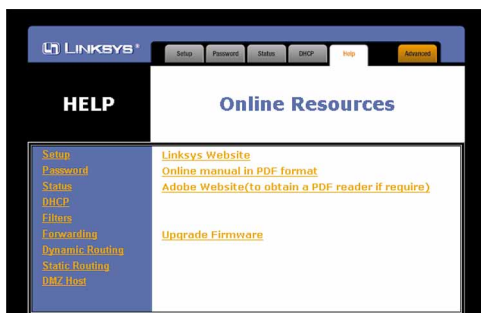 LINKSYS®
Setup Password Status DHCP Help Advanced
HELP
Online Resources
Setup
Password
Status
DHCP
Filters
Forwarding
Dynamic Routing
Static Routing
DMZ Host
Linksys Website
Online manual in PDF format
Adobe Website(to obtain a PDF reader if require)
Upgrade Firmware